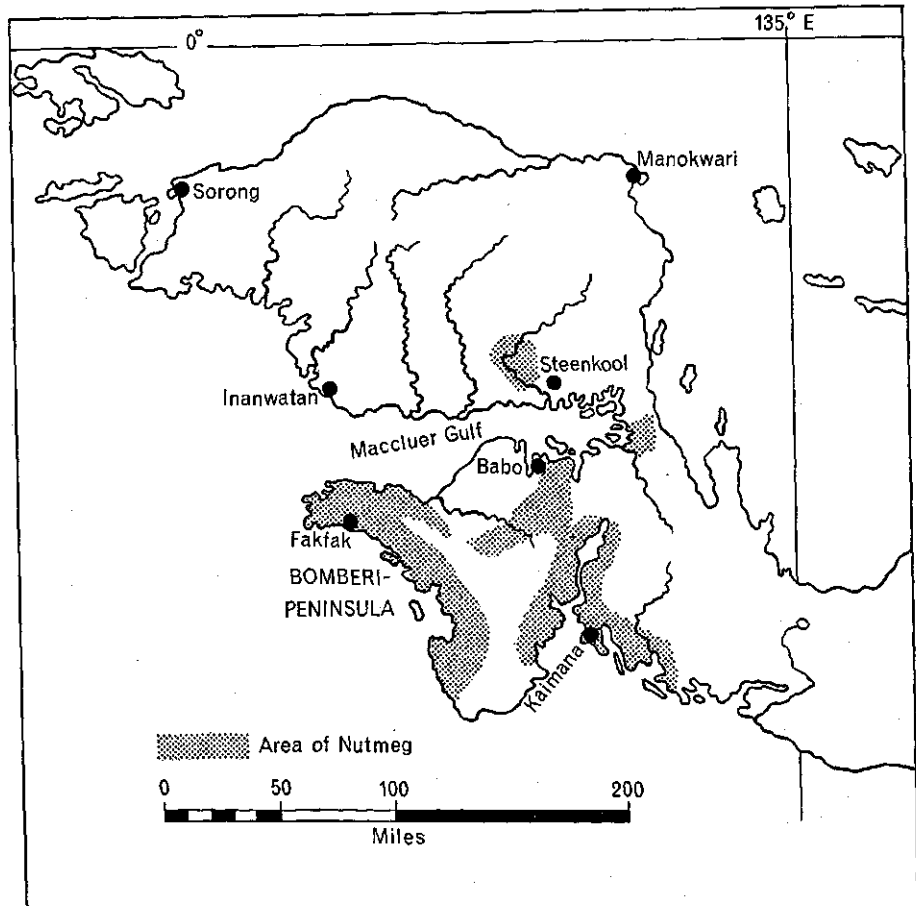 135° E
0°
Manokwari
Sorong
Steenkool
Inanwatan
Maccluer Gulf
Babo
Fakfak
BOMBERI-
PENINSULA
Kaimana
Area of Nutmeg
0 50 100 200
Miles